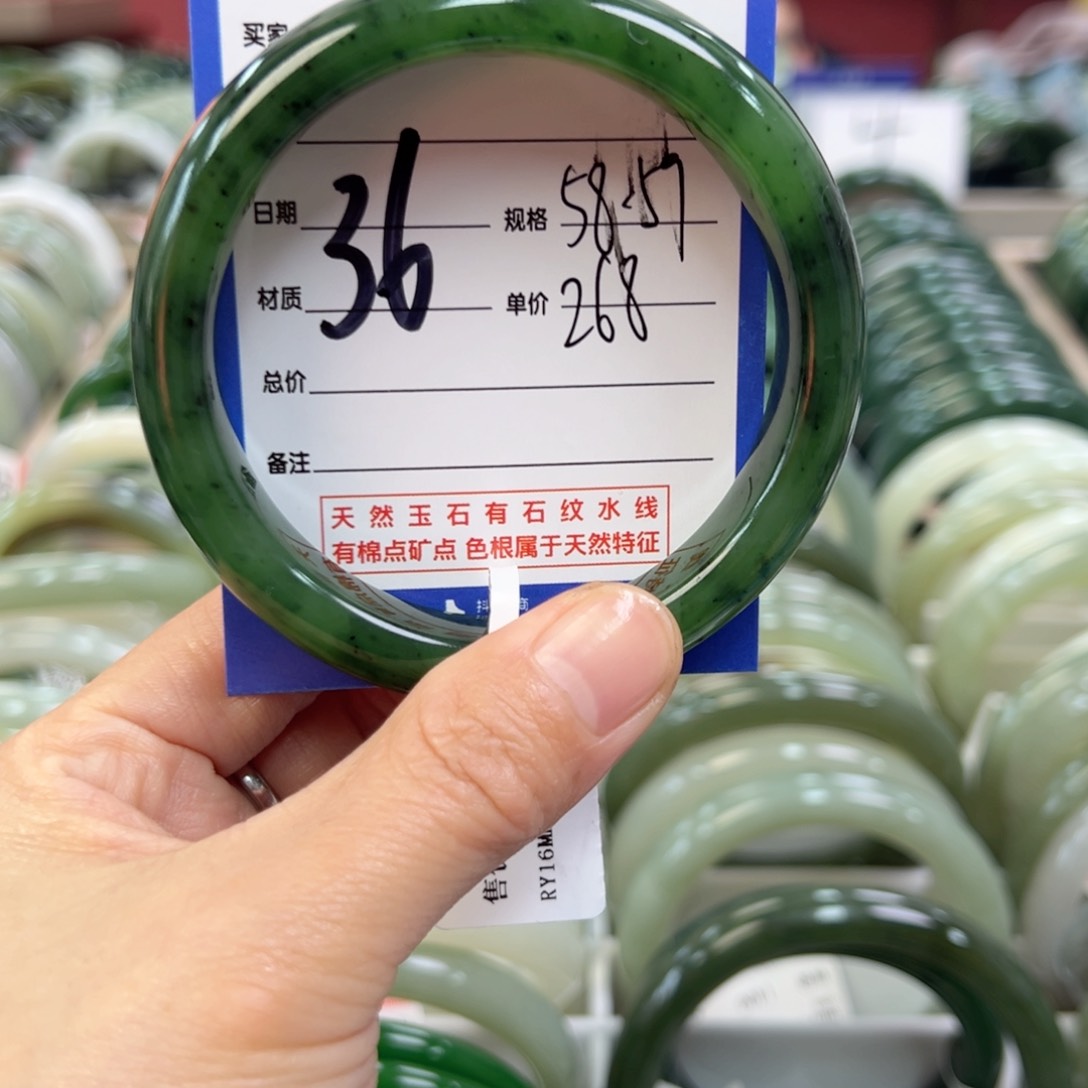 买家
36
日期 规格 58-57
材质 单价 268
总价
备注
天然玉石有石纹水线
有棉点矿点 色根属于天然特征
售
RY16M